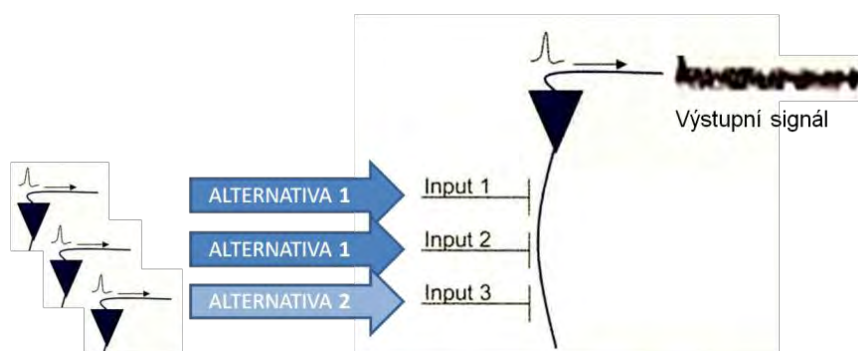 Výstupní signál
ALTERNATIVA 1
Input 1
ALTERNATIVA 1
Input 2
ALTERNATIVA 2
Input 3